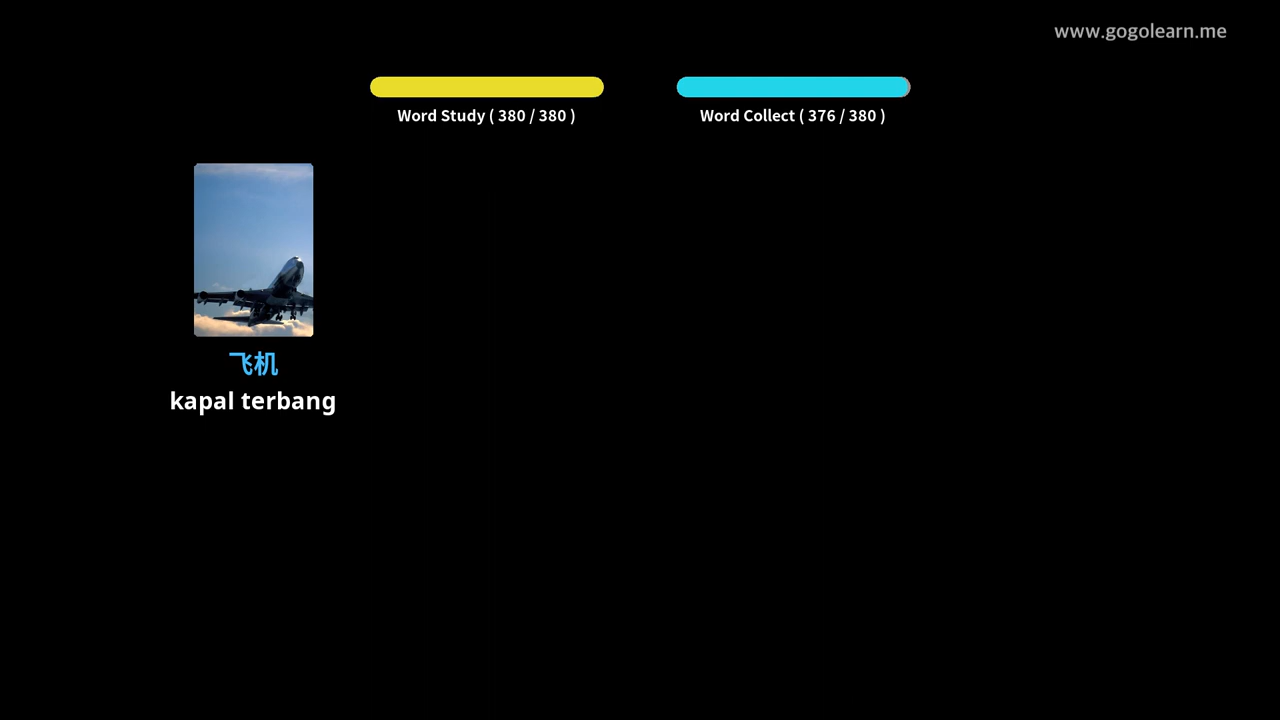 www.gogolearn.me
Word Study ( 380 / 380 )
Word Collect ( 376 / 380 )
飞机
kapal terbang